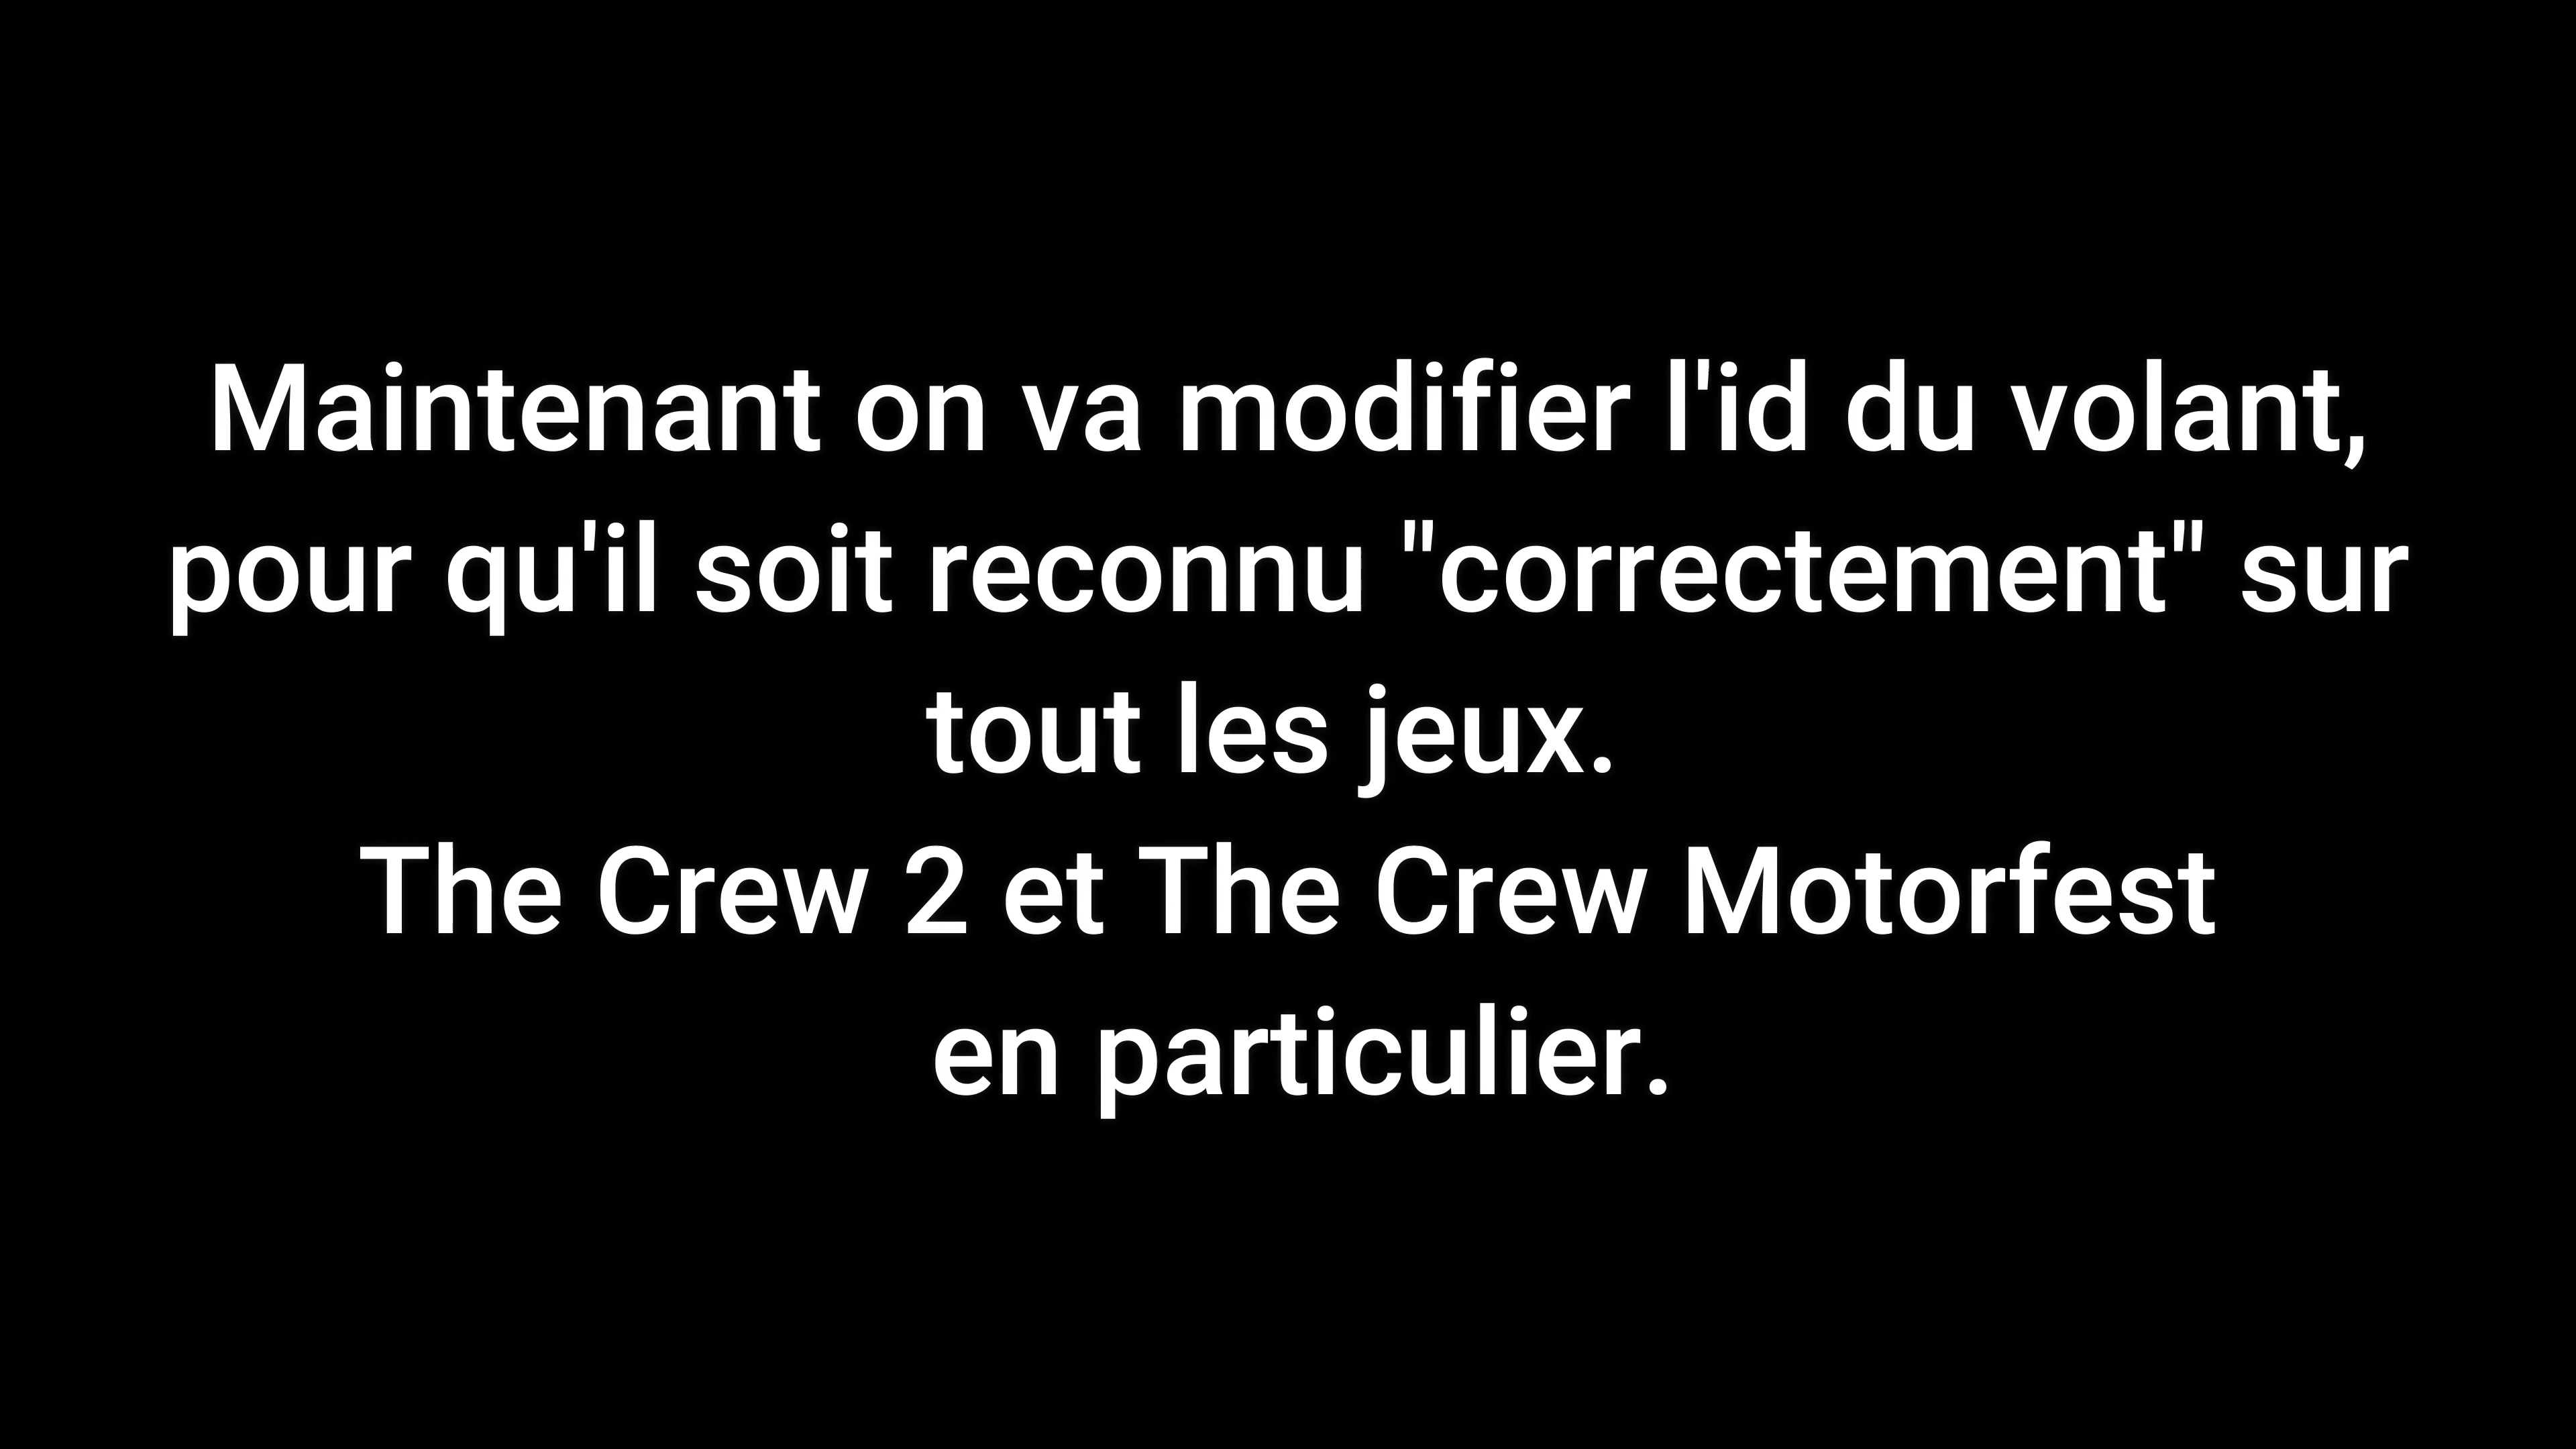 Maintenant on va modifier l'id du volant,
pour qu'il soit reconnu "correctement" sur
tout les jeux.
The Crew 2 et The Crew Motorfest
en particulier.